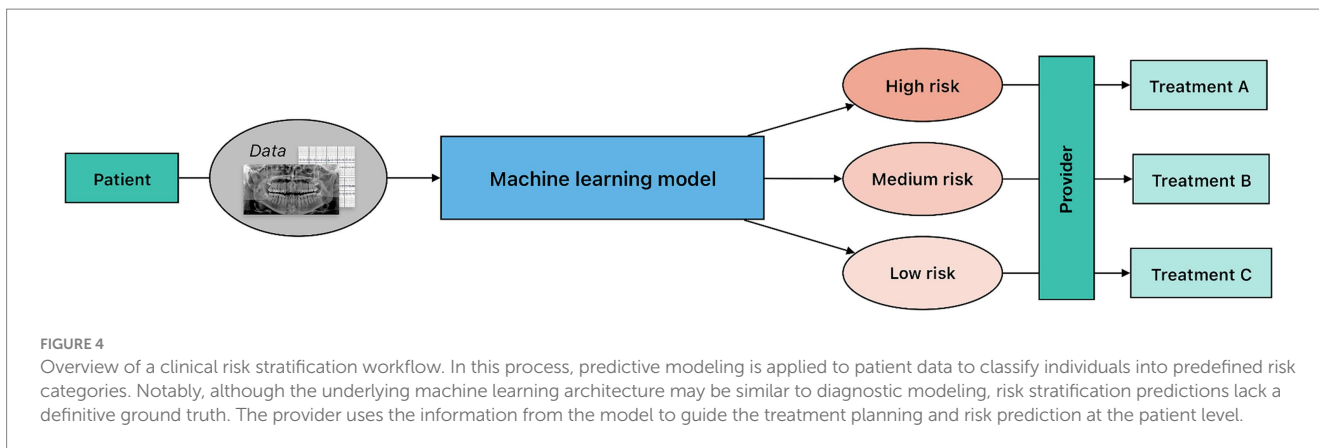 High risk
Treatment A
Data
Patient
Machine learning model
Medium risk
Provider
Treatment B
Low risk
Treatment C
FIGURE 4
Overview of a clinical risk stratification workflow. In this process, predictive modeling is applied to patient data to classify individuals into predefined risk
categories. Notably, although the underlying machine learning architecture may be similar to diagnostic modeling, risk stratification predictions lack a
definitive ground truth. The provider uses the information from the model to guide the treatment planning and risk prediction at the patient level.